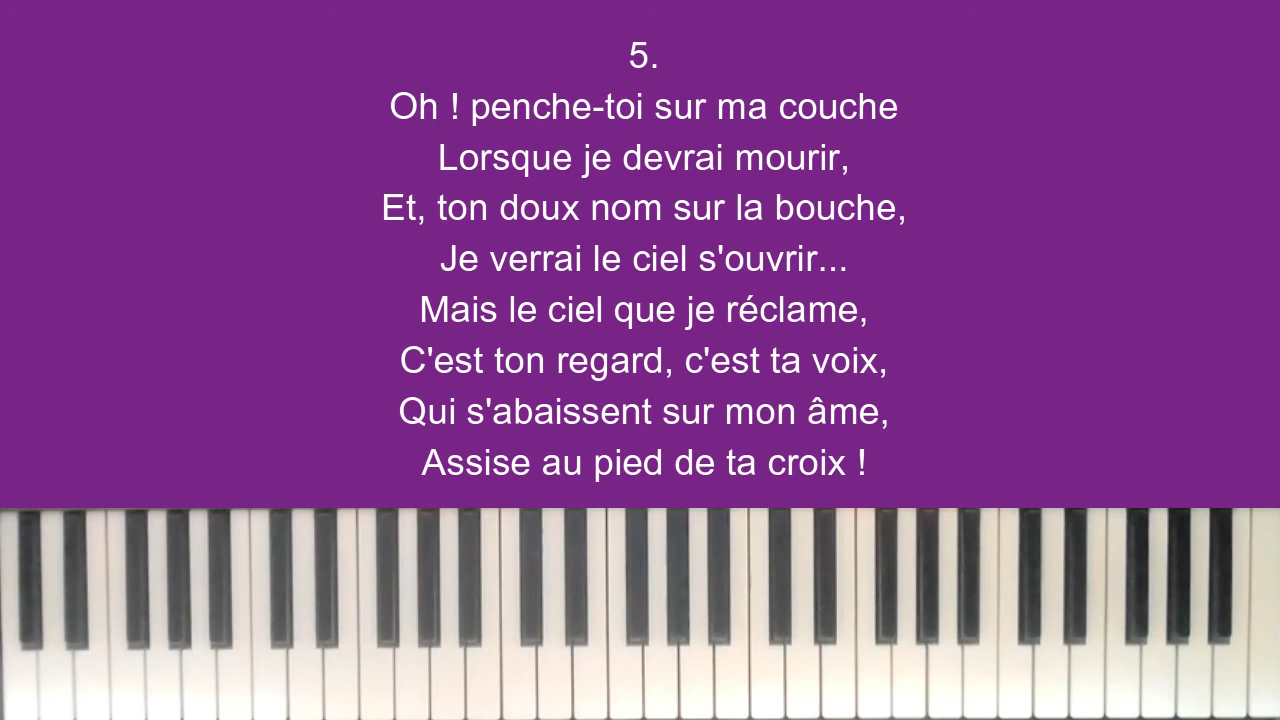 5.
Oh ! penche-toi sur ma couche
Lorsque je devrai mourir,
Et, ton doux nom sur la bouche,
Je verrai le ciel s'ouvrir...
Mais le ciel que je réclame,
C'est ton regard, c'est ta voix,
Qui s'abaissent sur mon âme,
Assise au pied de ta croix !